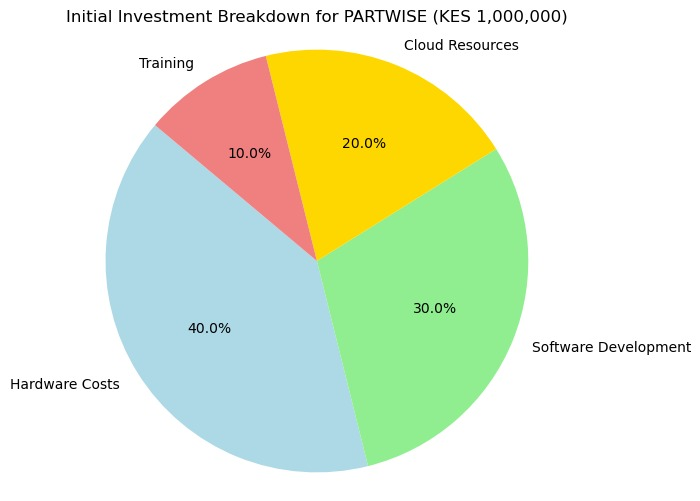 Initial Investment Breakdown for PARTWISE (KES 1,000,000)
Cloud Resources
Training
20.0%
10.0%
30.0%
40.0%
Software Development
Hardware Costs